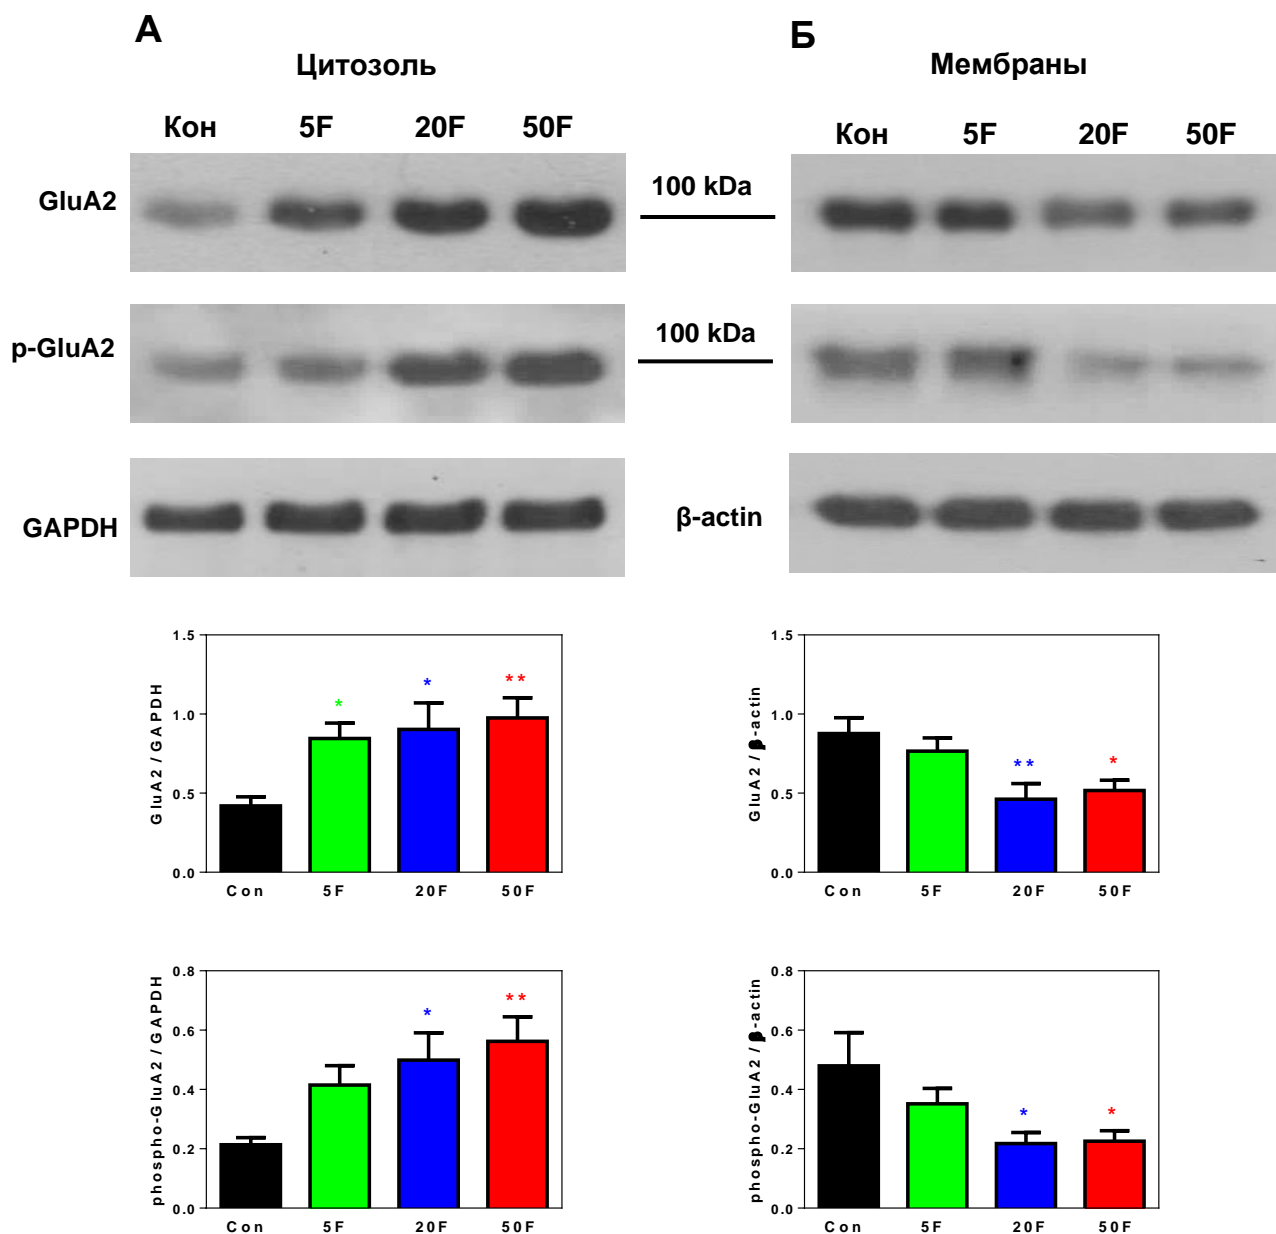 А
Цитозоль
Кон 5F 20F 50F
GluA2
p-GluA2
GAPDH
100 kDa
100 kDa
Б
Мембраны
Кон 5F 20F 50F
β-actin
GluA2 / GAPDH
1.5
1.0
0.5
0.0
*
*
**
Con 5F 20F 50F
GluA2 / β-actin
1.5
1.0
0.5
0.0
**
*
Con 5F 20F 50F
phospho-GluA2 / GAPDH
0.8
0.6
0.4
0.2
0.0
*
**
Con 5F 20F 50F
phospho-GluA2 / β-actin
0.8
0.6
0.4
0.2
0.0
*
*
Con 5F 20F 50F